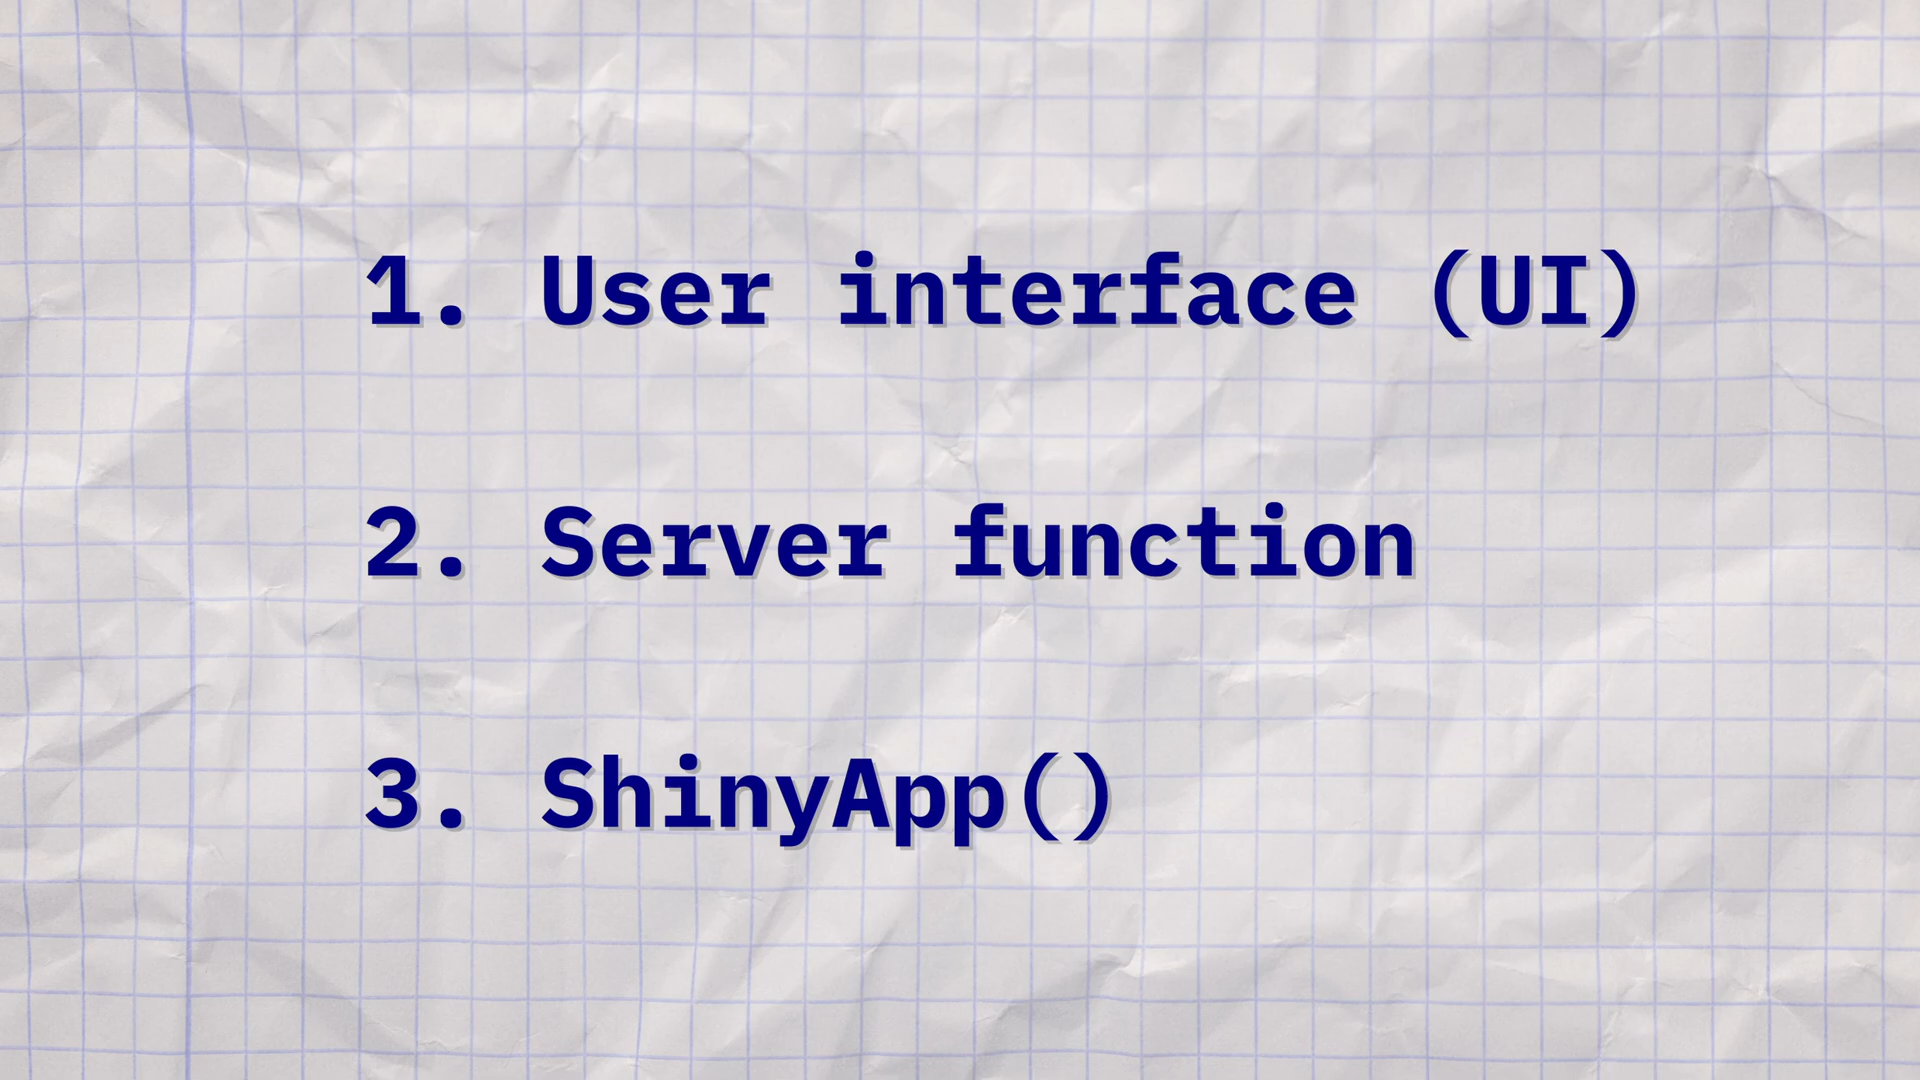 1. User interface (UI)
2. Server function
3. ShinyApp()